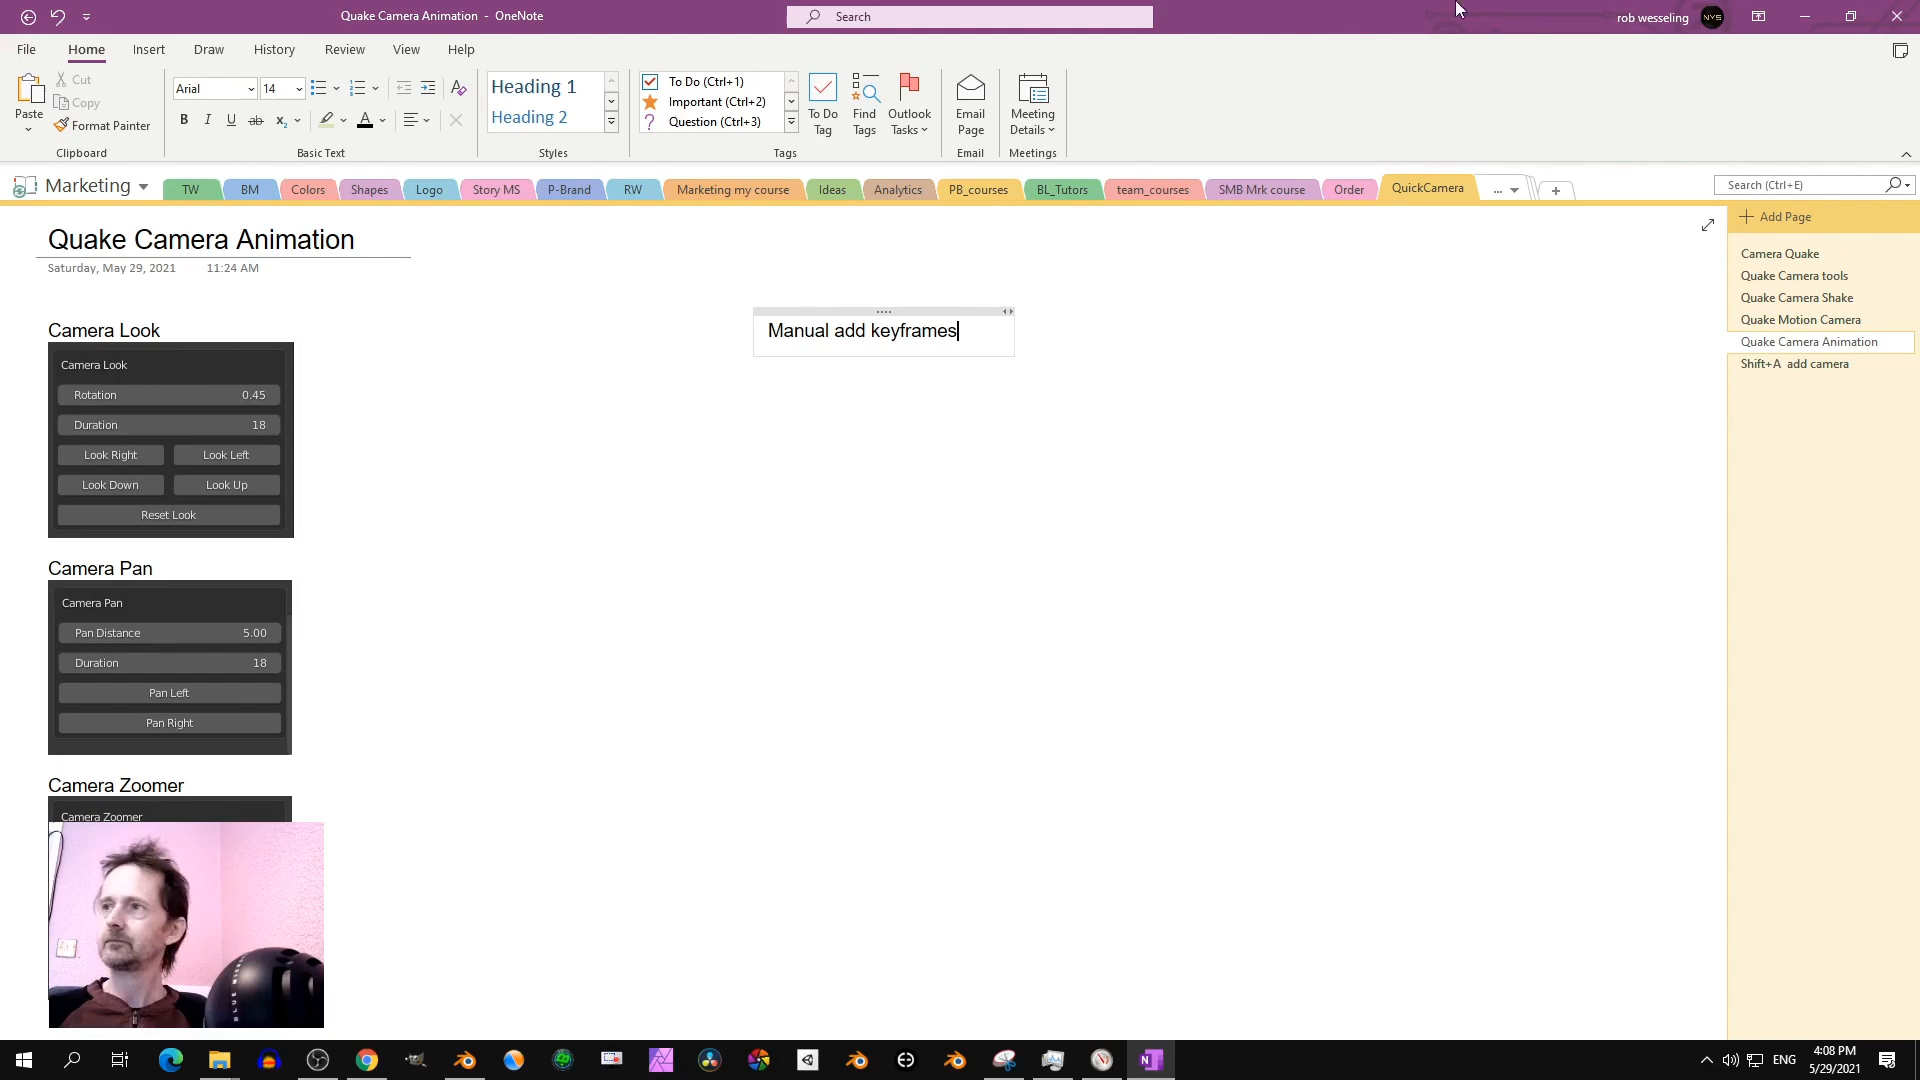 Quake Camera Animation - OneNote
Search
rob wesseling
NYS
File Home Insert Draw History Review View Help
Paste
Cut
Copy
Format Painter
Clipboard
Arial 14
B I U ab x₂ A
Basic Text
Heading 1
Heading 2
Styles
To Do (Ctrl+1)
Important (Ctrl+2)
Question (Ctrl+3)
To Do Tag
Find Tags
Outlook Tasks
Tags
Email Page
Email
Meeting Details
Meetings
Marketing
TW BM Colors Shapes Logo Story MS P-Brand RW Marketing my course Ideas Analytics PB_courses BL_Tutors team_courses SMB Mrk course Order QuickCamera ...
Search (Ctrl+E)
Quake Camera Animation
Saturday, May 29, 2021 11:24 AM
Camera Look
Camera Look
Rotation 0.45
Duration 18
Look Right Look Left
Look Down Look Up
Reset Look
Camera Pan
Camera Pan
Pan Distance 5.00
Duration 18
Pan Left
Pan Right
Camera Zoomer
Camera Zoomer
Manual add keyframes
Add Page
Camera Quake
Quake Camera tools
Quake Camera Shake
Quake Motion Camera
Quake Camera Animation
Shift+A add camera
ENG
4:08 PM
5/29/2021